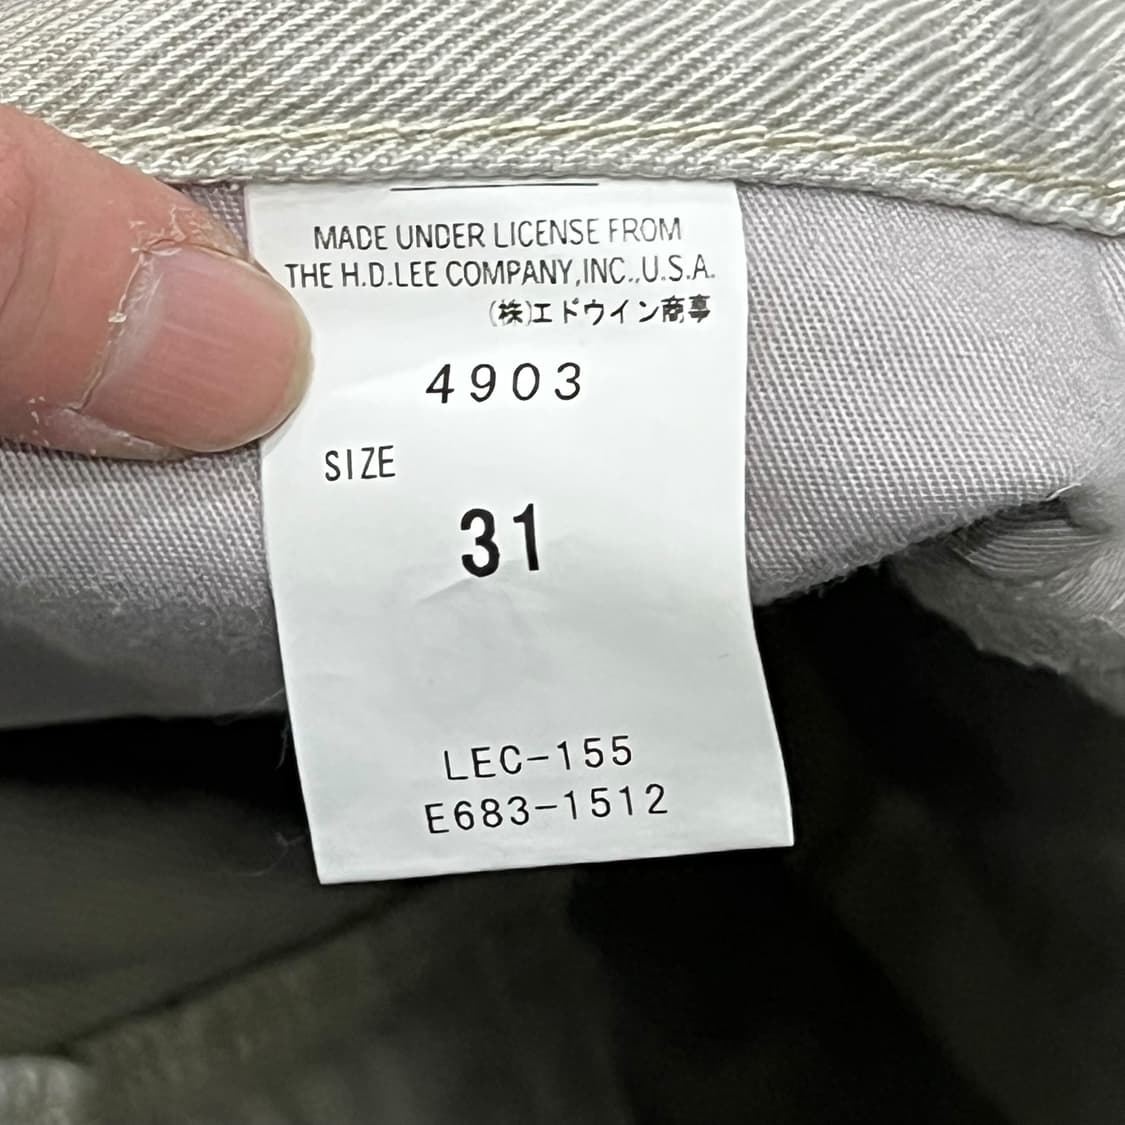 MADE UNDER LICENSE FROM
THE H.D.LEE COMPANY,INC.,U.S.A.
(株)エドウイン商事
4903
SIZE
31
LEC-155
E683-1512